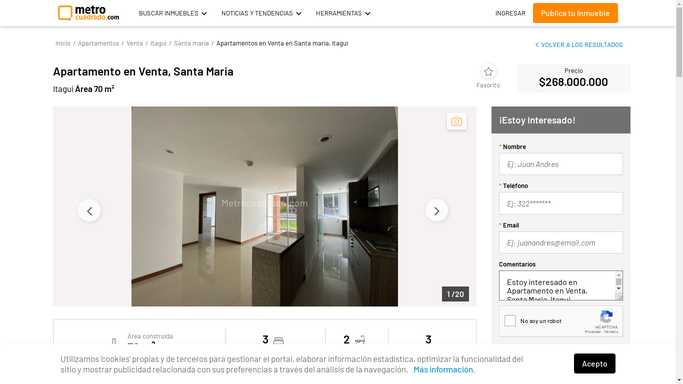 metro
cuadrado.com
BUSCAR INMUEBLES
NOTICIAS Y TENDENCIAS
HERRAMIENTAS
INGRESAR
Publica tu Inmueble
Inicio / Apartamentos / Venta / Itagui / Santa maria / Apartamentos en Venta en Santa maria, Itagui
VOLVER A LOS RESULTADOS
Apartamento en Venta, Santa Maria
Itagui Área 70 m²
Favorito
Precio
$268.000.000
1 / 20
¡Estoy Interesado!
* Nombre
Ej: Juan Andres
* Teléfono
Ej: 322*******
* Email
Ej: juanandres@email.com
Comentarios
Estoy interesado en
Apartamento en Venta,
Santa Maria, Itagui
No soy un robot
reCAPTCHA
Privacidad - Términos
Área construida
3
2
3
Utilizamos 'cookies' propias y de terceros para gestionar el portal, elaborar información estadística, optimizar la funcionalidad del
sitio y mostrar publicidad relacionada con sus preferencias a través del análisis de la navegación. Más información.
Acepto